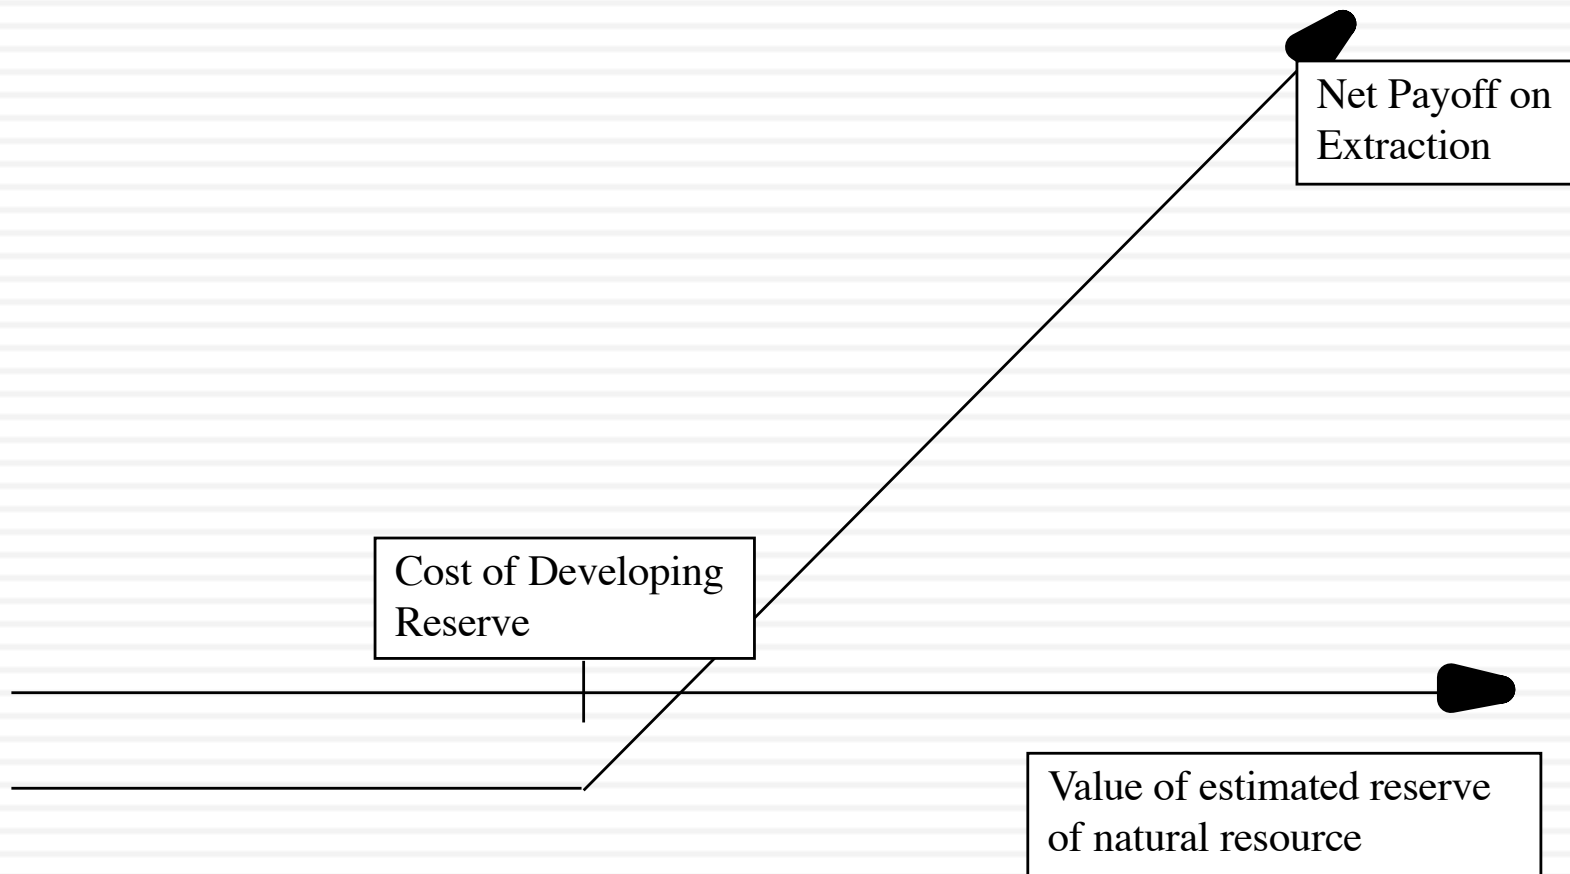 Net Payoff on
Extraction
Cost of Developing
Reserve
Value of estimated reserve
of natural resource